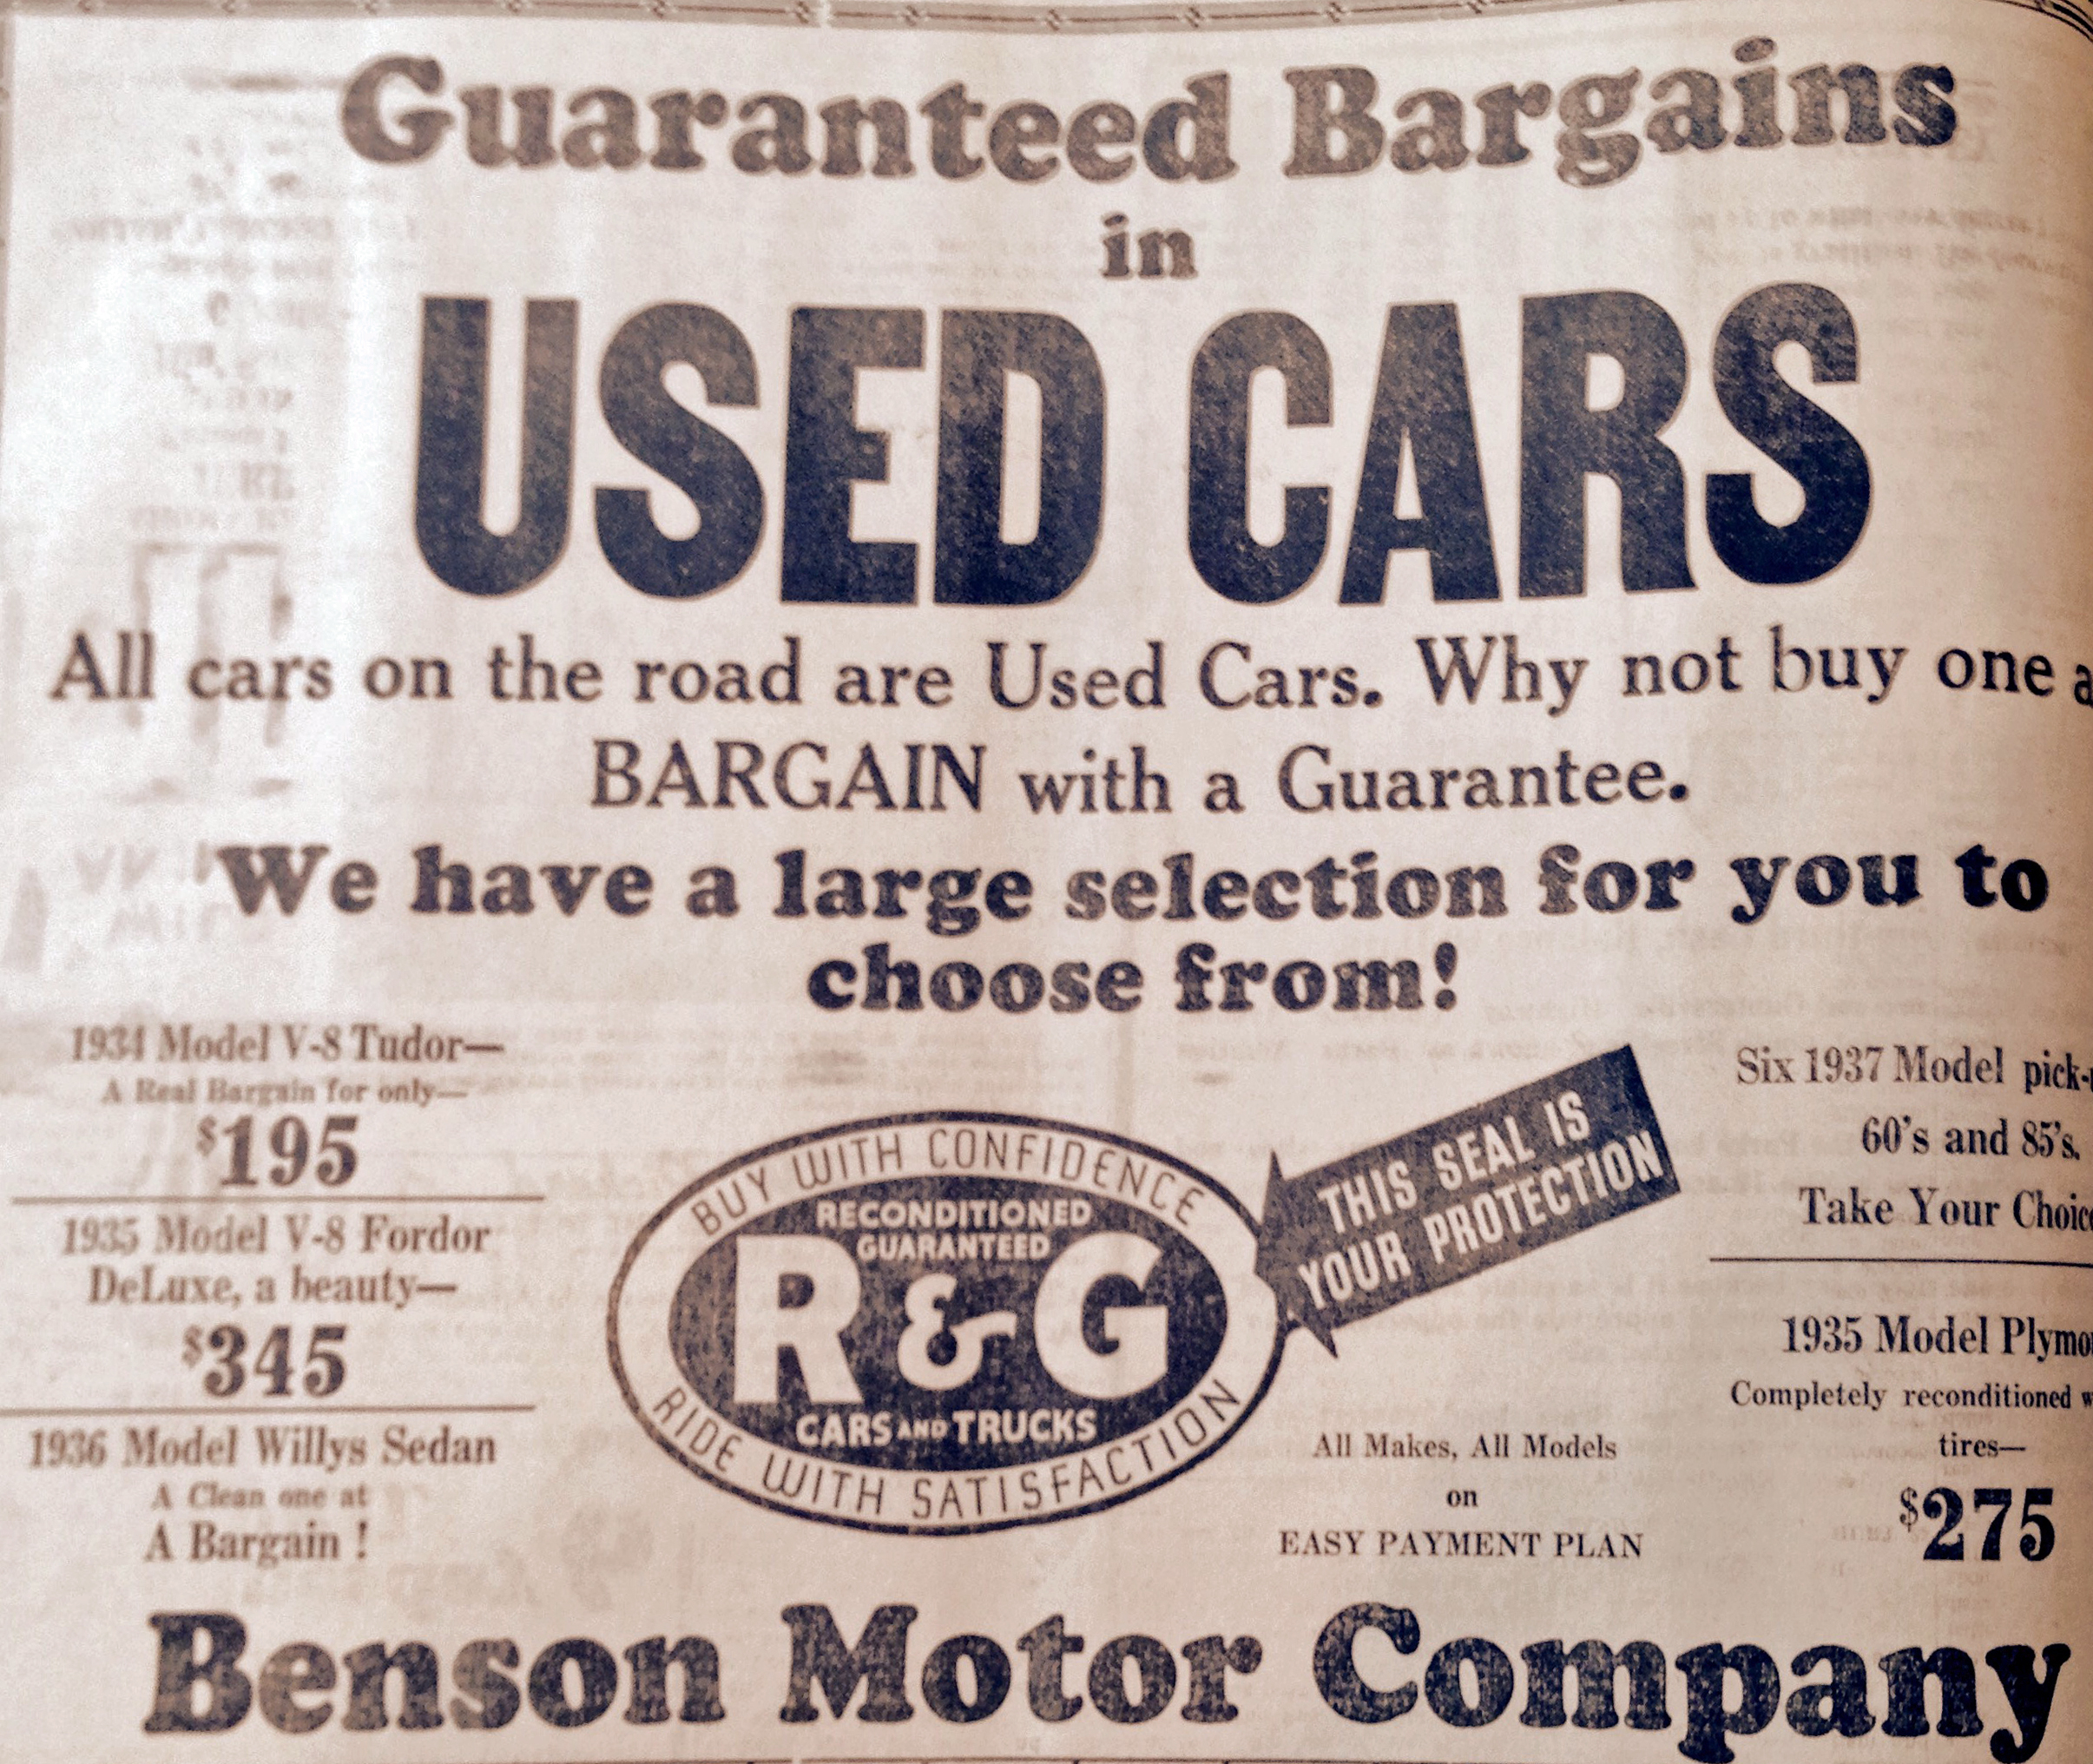 Guaranteed Bargains
in
USED CARS
All cars on the road are Used Cars. Why not buy one a
BARGAIN with a Guarantee.
We have a large selection for you to
choose from!
1934 Model V-8 Tudor—
A Real Bargain for only—
$195
1935 Model V-8 Fordor
DeLuxe, a beauty—
$345
1936 Model Willys Sedan
A Clean one at
A Bargain !
BUY WITH CONFIDENCE
RECONDITIONED
GUARANTEED
R & G
CARS AND TRUCKS
RIDE WITH SATISFACTION
THIS SEAL IS
YOUR PROTECTION
All Makes, All Models
on
EASY PAYMENT PLAN
Six 1937 Model pick-
60's and 85's.
Take Your Choic
1935 Model Plymo
Completely reconditioned w
tires—
$275
Benson Motor Company